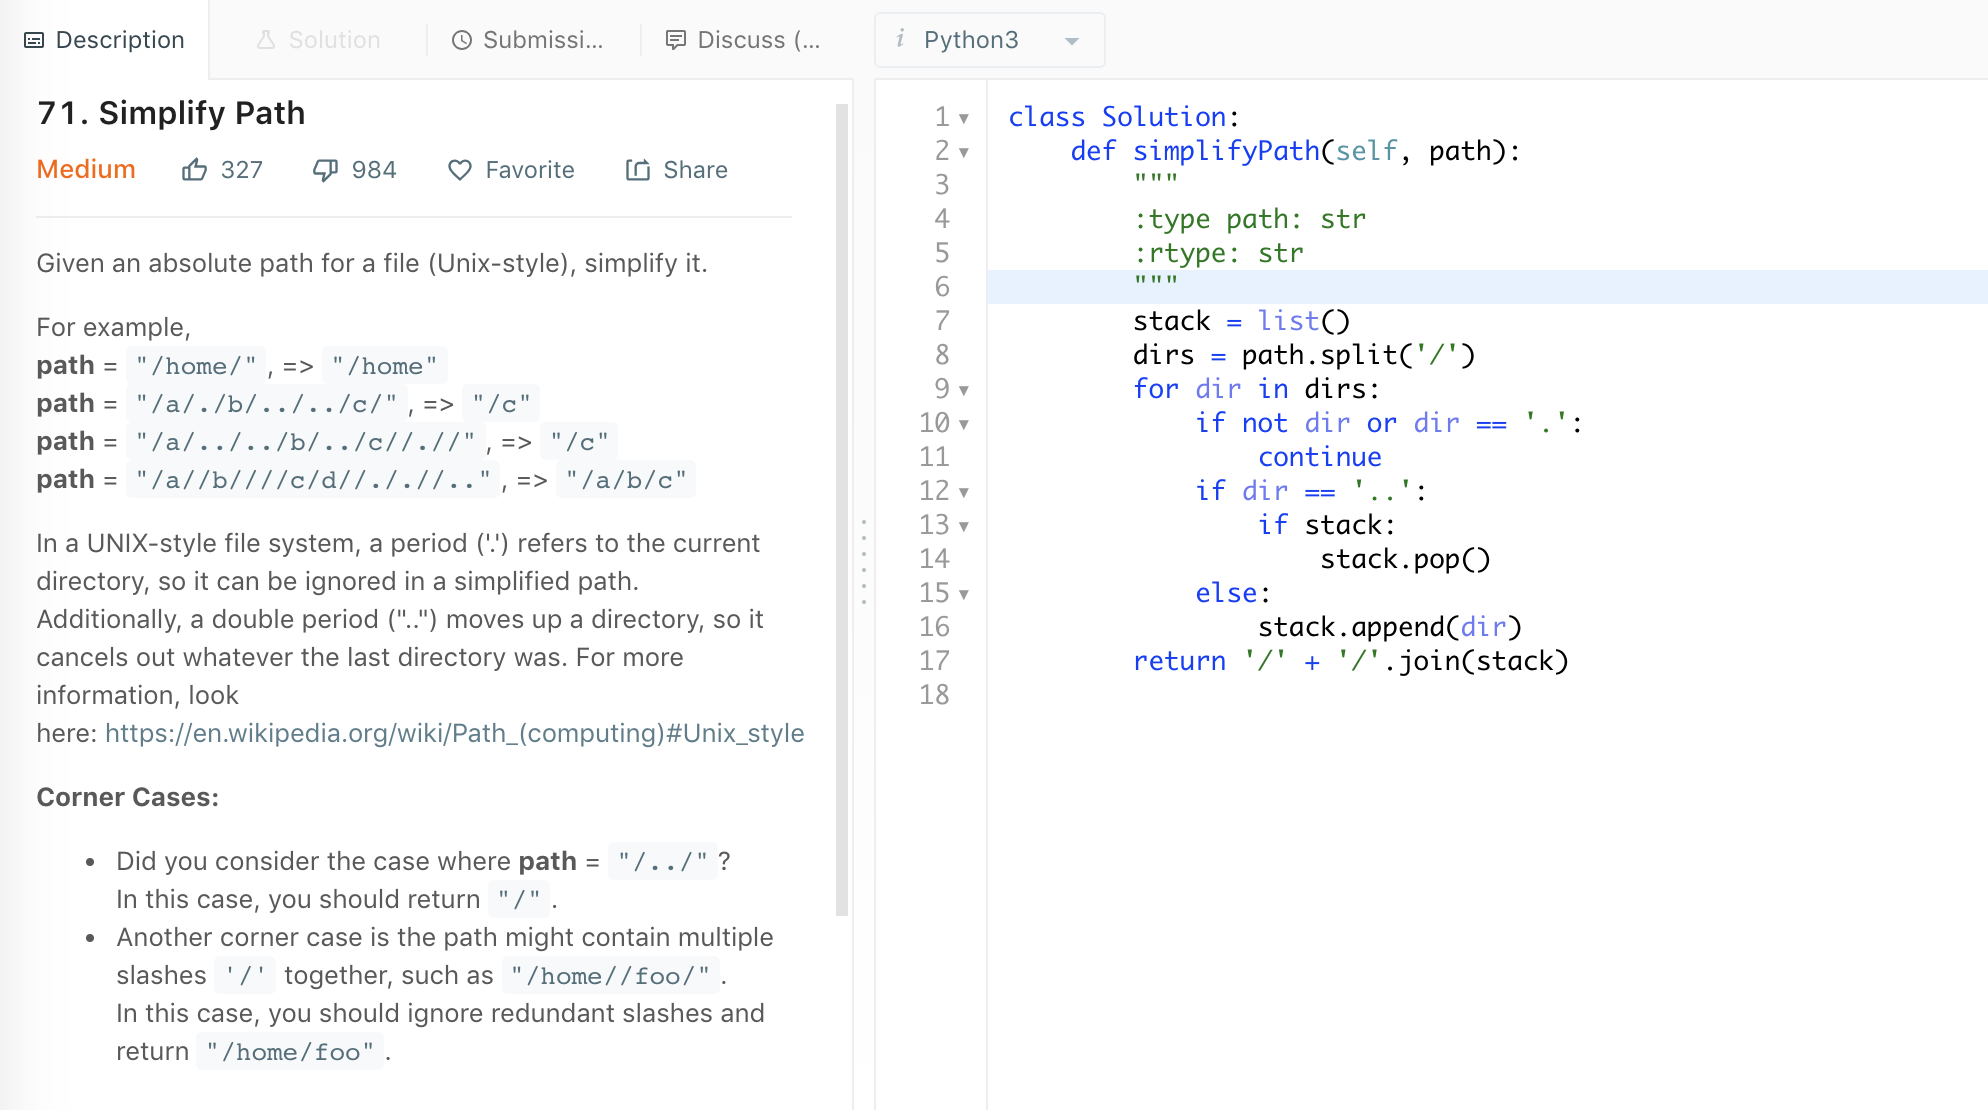 Description
Solution
Submissi...
Discuss (...
i Python3
71. Simplify Path
Medium 327 984 Favorite Share
Given an absolute path for a file (Unix-style), simplify it.
For example,
path = "/home/", => "/home"
path = "/a/./b/../../c/", => "/c"
path = "/a/../../b/../c//.//", => "/c"
path = "/a//b////c/d//././/..", => "/a/b/c"
In a UNIX-style file system, a period ('.') refers to the current
directory, so it can be ignored in a simplified path.
Additionally, a double period ("..") moves up a directory, so it
cancels out whatever the last directory was. For more
information, look
here: https://en.wikipedia.org/wiki/Path_(computing)#Unix_style
Corner Cases:
• Did you consider the case where path = "/../"?
In this case, you should return "/".
• Another corner case is the path might contain multiple
slashes '/' together, such as "/home//foo/".
In this case, you should ignore redundant slashes and
return "/home/foo".
1 class Solution:
2     def simplifyPath(self, path):
3         """
4         :type path: str
5         :rtype: str
6         """
7         stack = list()
8         dirs = path.split('/')
9         for dir in dirs:
10             if not dir or dir == '.':
11                 continue
12             if dir == '..':
13                 if stack:
14                     stack.pop()
15             else:
16                 stack.append(dir)
17         return '/' + '/'.join(stack)
18